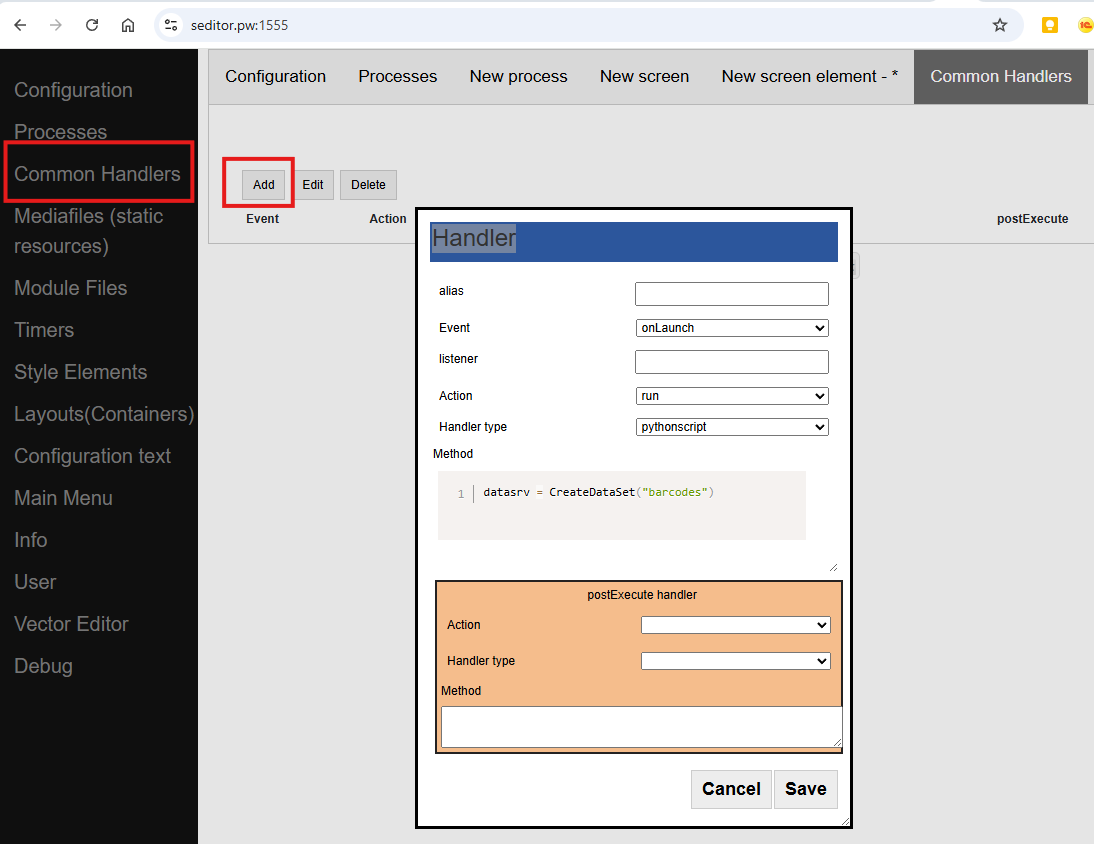 seditor.pw:1555
Configuration
Processes
Common Handlers
Mediafiles (static
resources)
Module Files
Timers
Style Elements
Layouts(Containers)
Configuration text
Main Menu
Info
User
Vector Editor
Debug
Configuration Processes New process New screen New screen element - * Common Handlers
Add Edit Delete
Event Action postExecute
Handler
alias
Event onLaunch
listener
Action run
Handler type pythonscript
Method
1 datasrv = CreateDataSet("barcodes")
postExecute handler
Action
Handler type
Method
Cancel Save